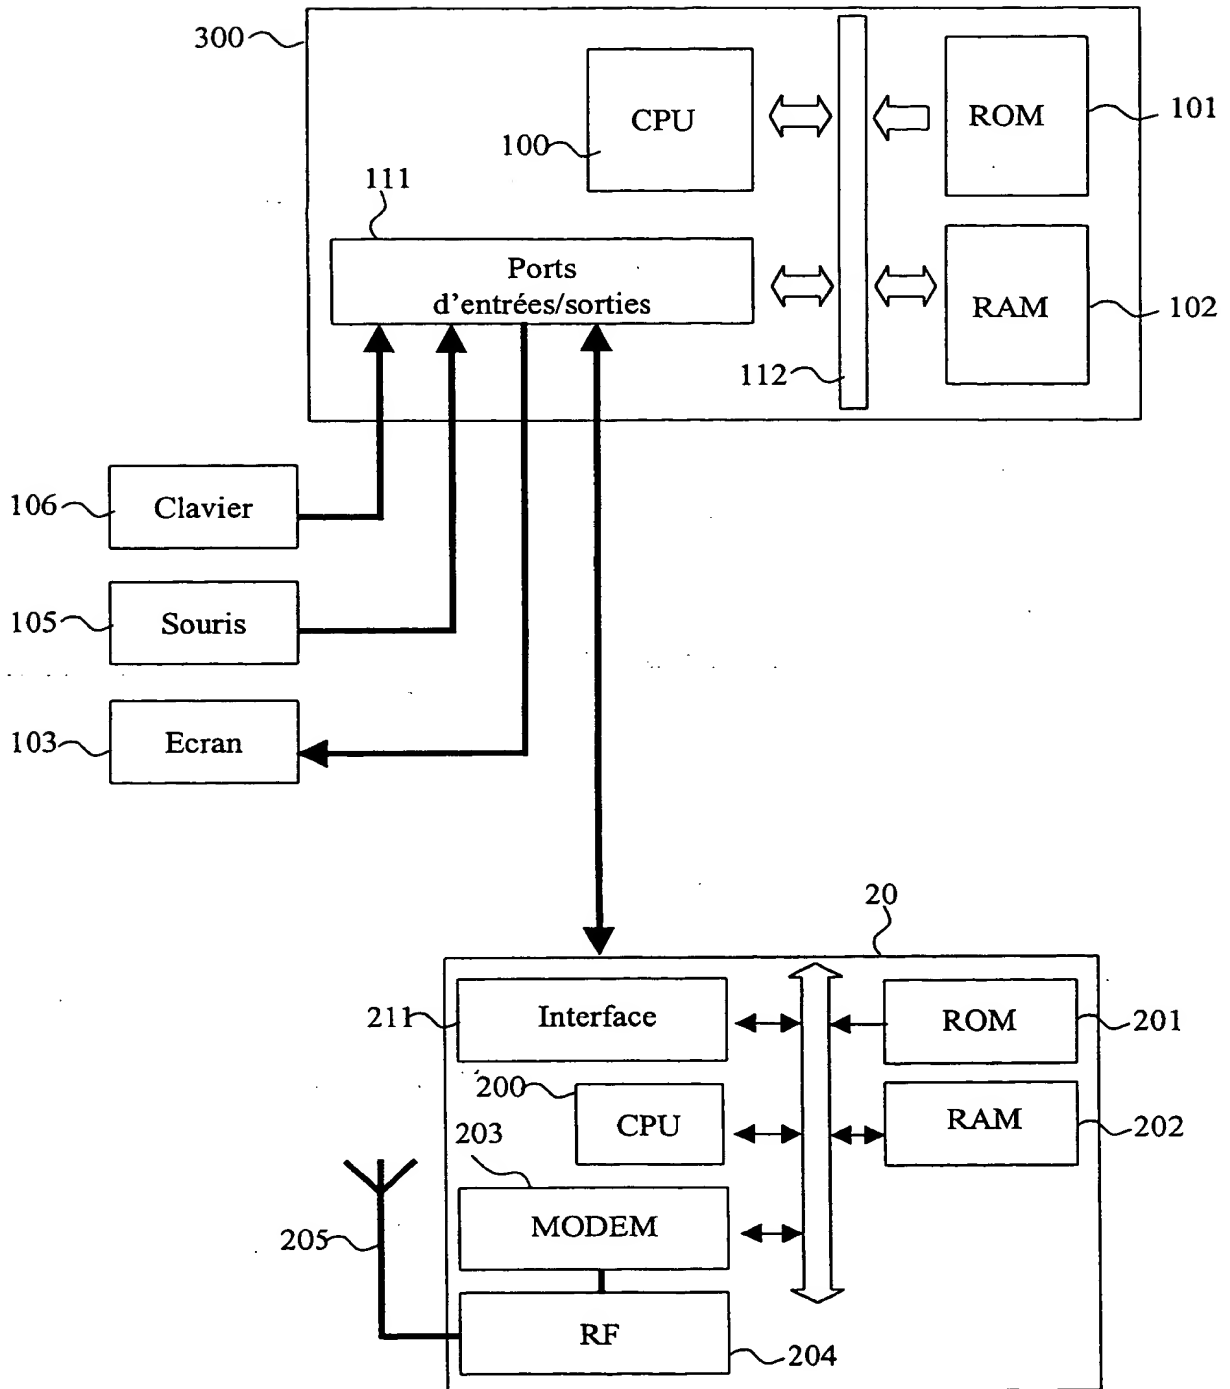 300
CPU
100
ROM
101
111
Ports
d'entrées/sorties
RAM
102
112
106
Clavier
105
Souris
103
Ecran
20
211
Interface
ROM
201
200
CPU
RAM
202
203
MODEM
205
RF
204